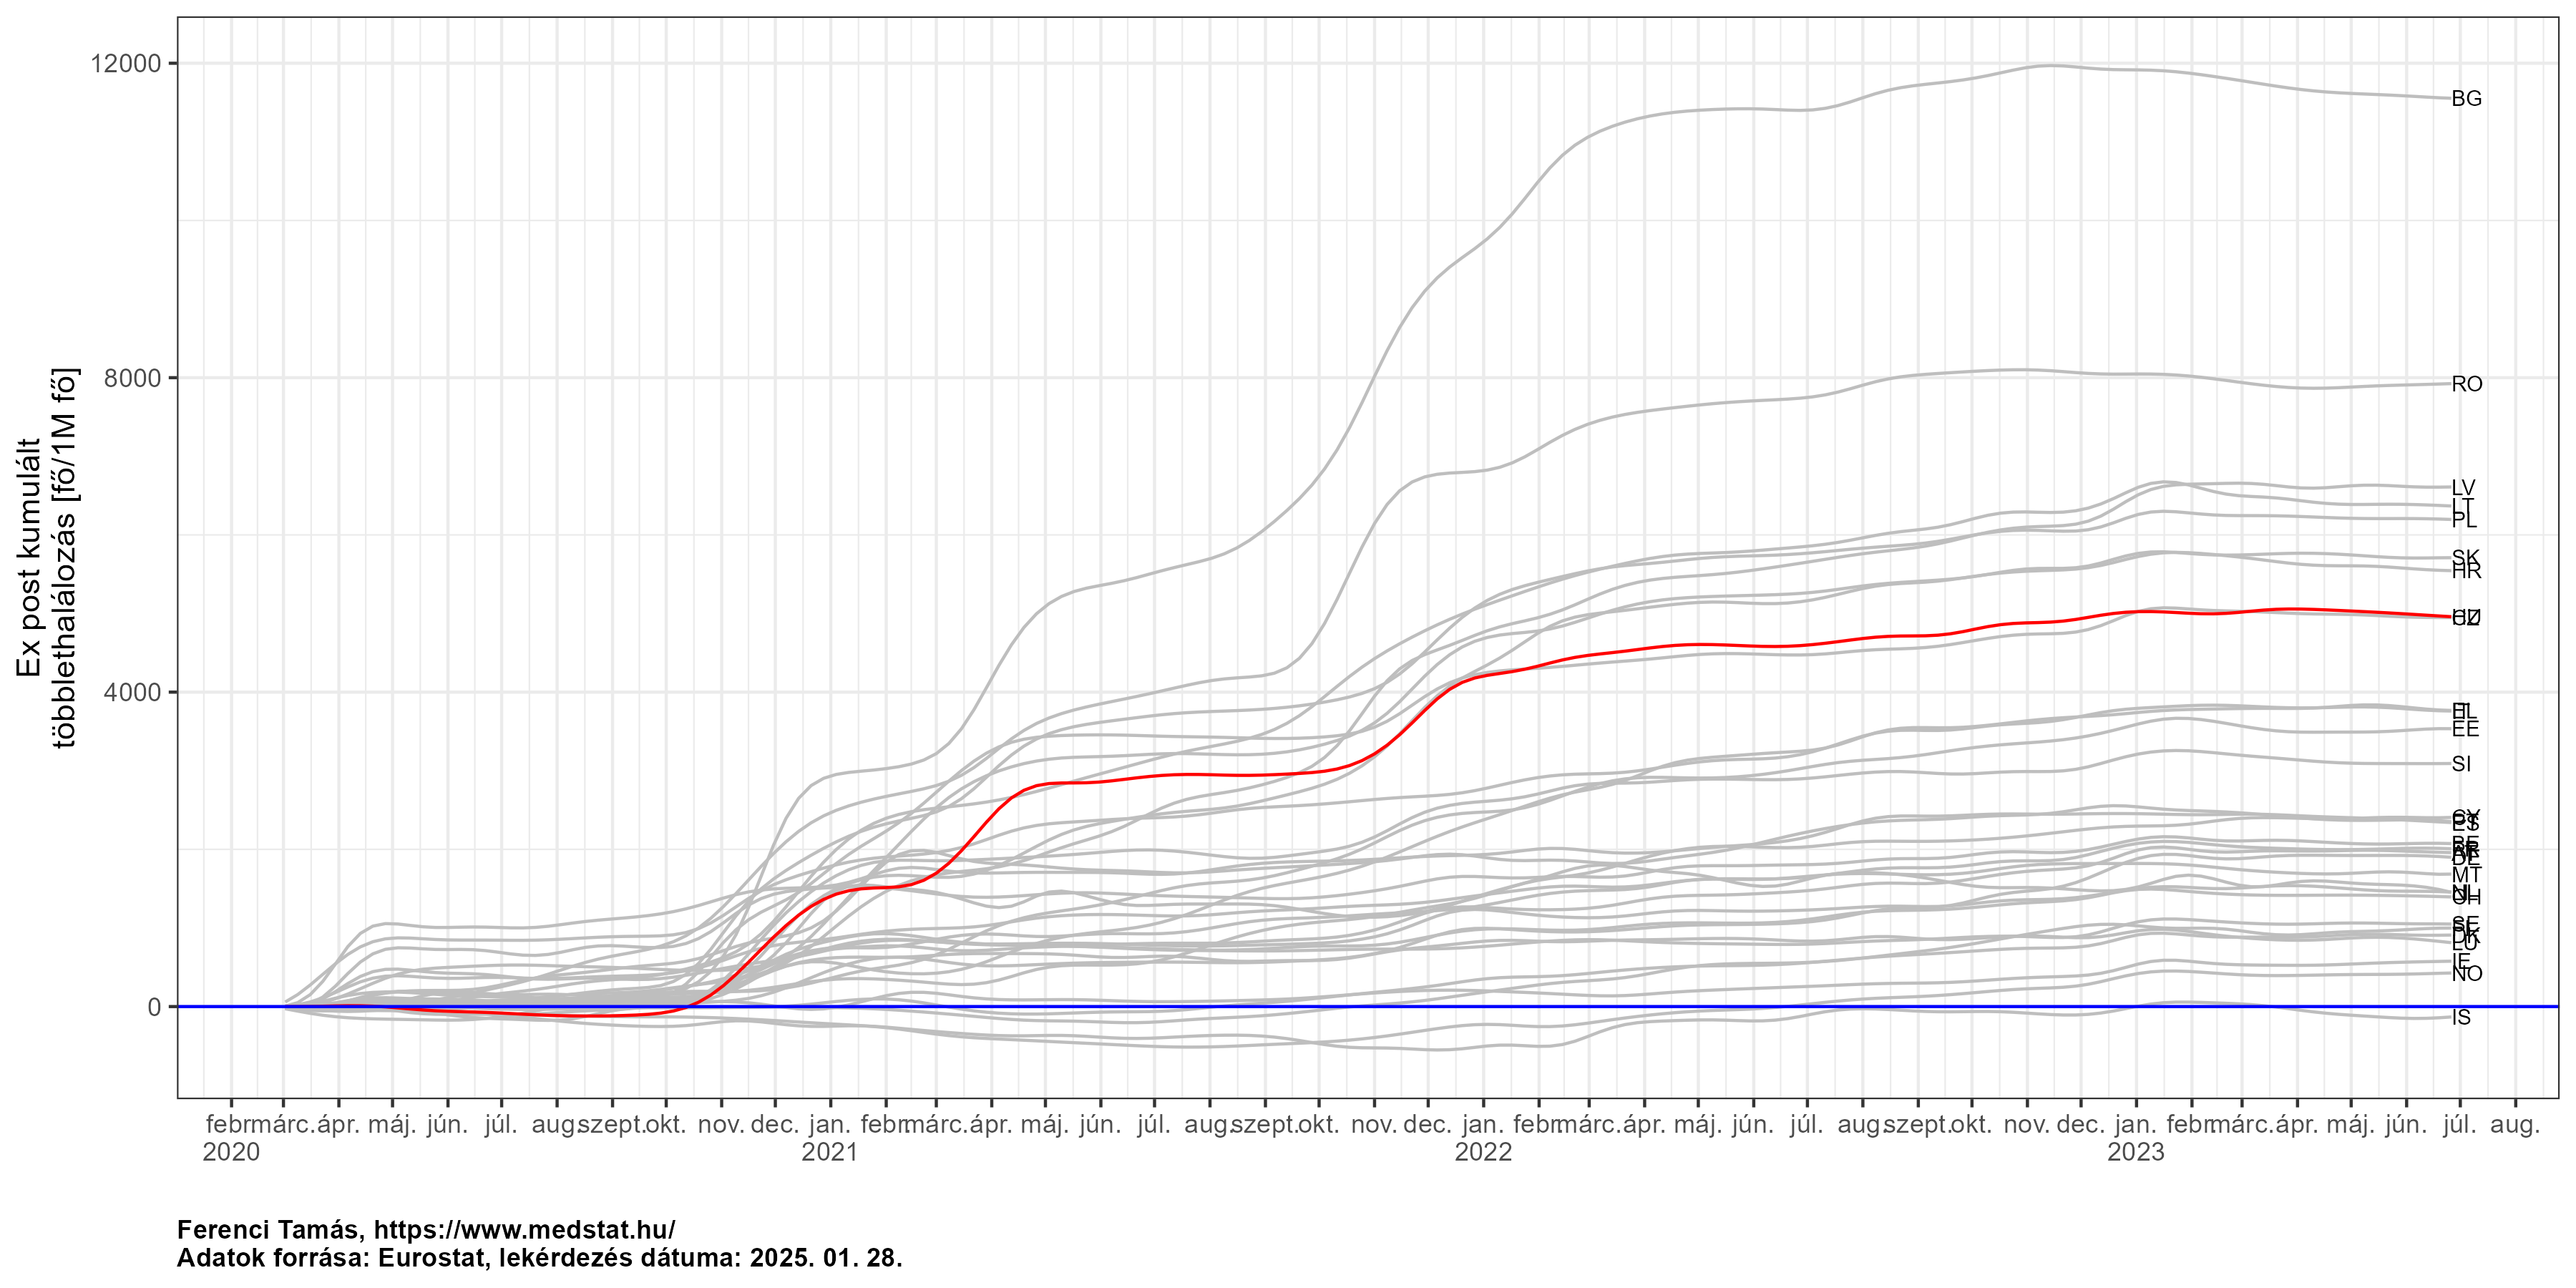 Ex post kumulált
többlethalálozás [fő/1M fő]
12000
8000
4000
0
BG
RO
LV
LT
PL
SK
HR
HU
EL
EE
SI
CY
ES
DE
MT
NL
CH
SE
DK
LU
IE
NO
IS
febr. márc. ápr. máj. jún. júl. aug. szept. okt. nov. dec. jan. febr. márc. ápr. máj. jún. júl. aug. szept. okt. nov. dec. jan. febr. márc. ápr. máj. jún. júl. aug. szept. okt. nov. dec. jan. febr. márc. ápr. máj. jún. júl. aug.
2020 2021 2022 2023
Ferenci Tamás, https://www.medstat.hu/
Adatok forrása: Eurostat, lekérdezés dátuma: 2025. 01. 28.